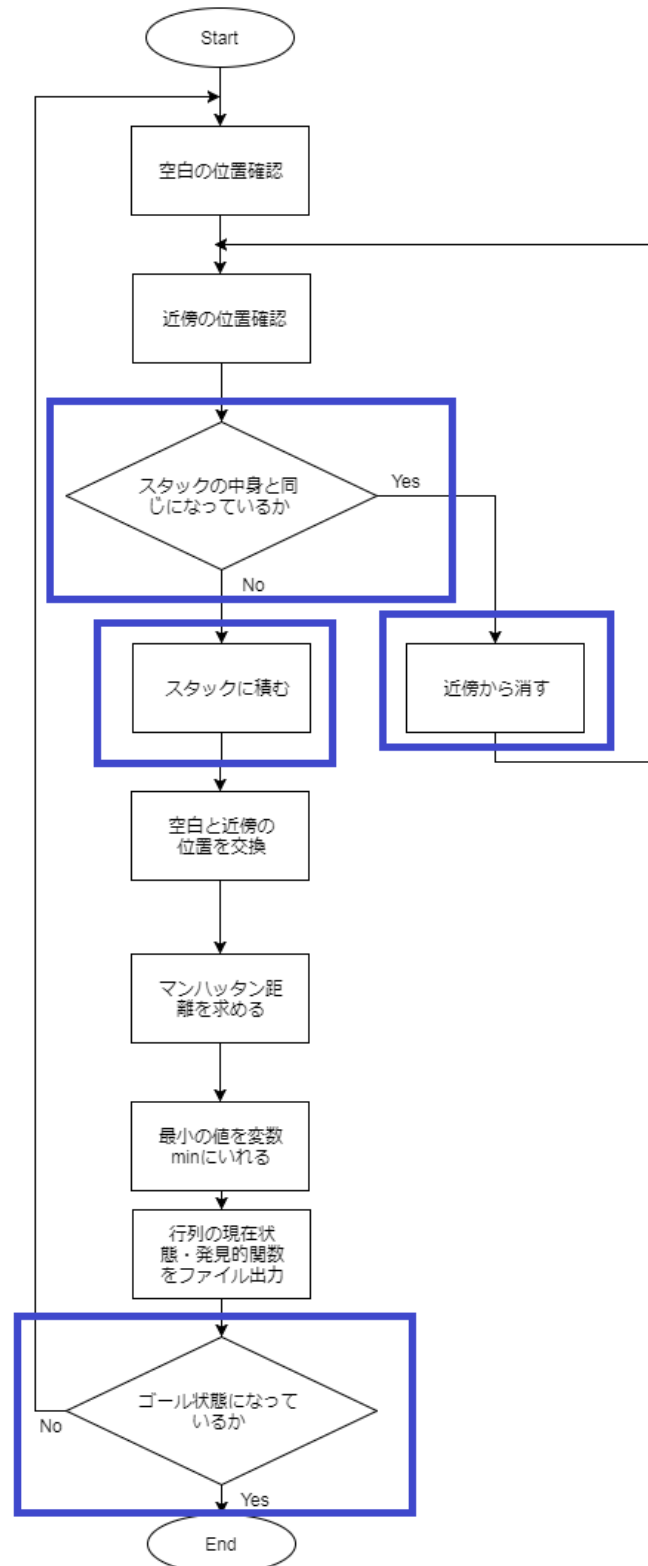 Start
空白の位置確認
近傍の位置確認
スタックの中身と同
じになっているか
Yes
No
スタックに積む
近傍から消す
空白と近傍の
位置を交換
マンハッタン距
離を求める
最小の値を変数
minにいれる
行列の現在状
態・発見的関数
をファイル出力
ゴール状態になって
いるか
No
Yes
End